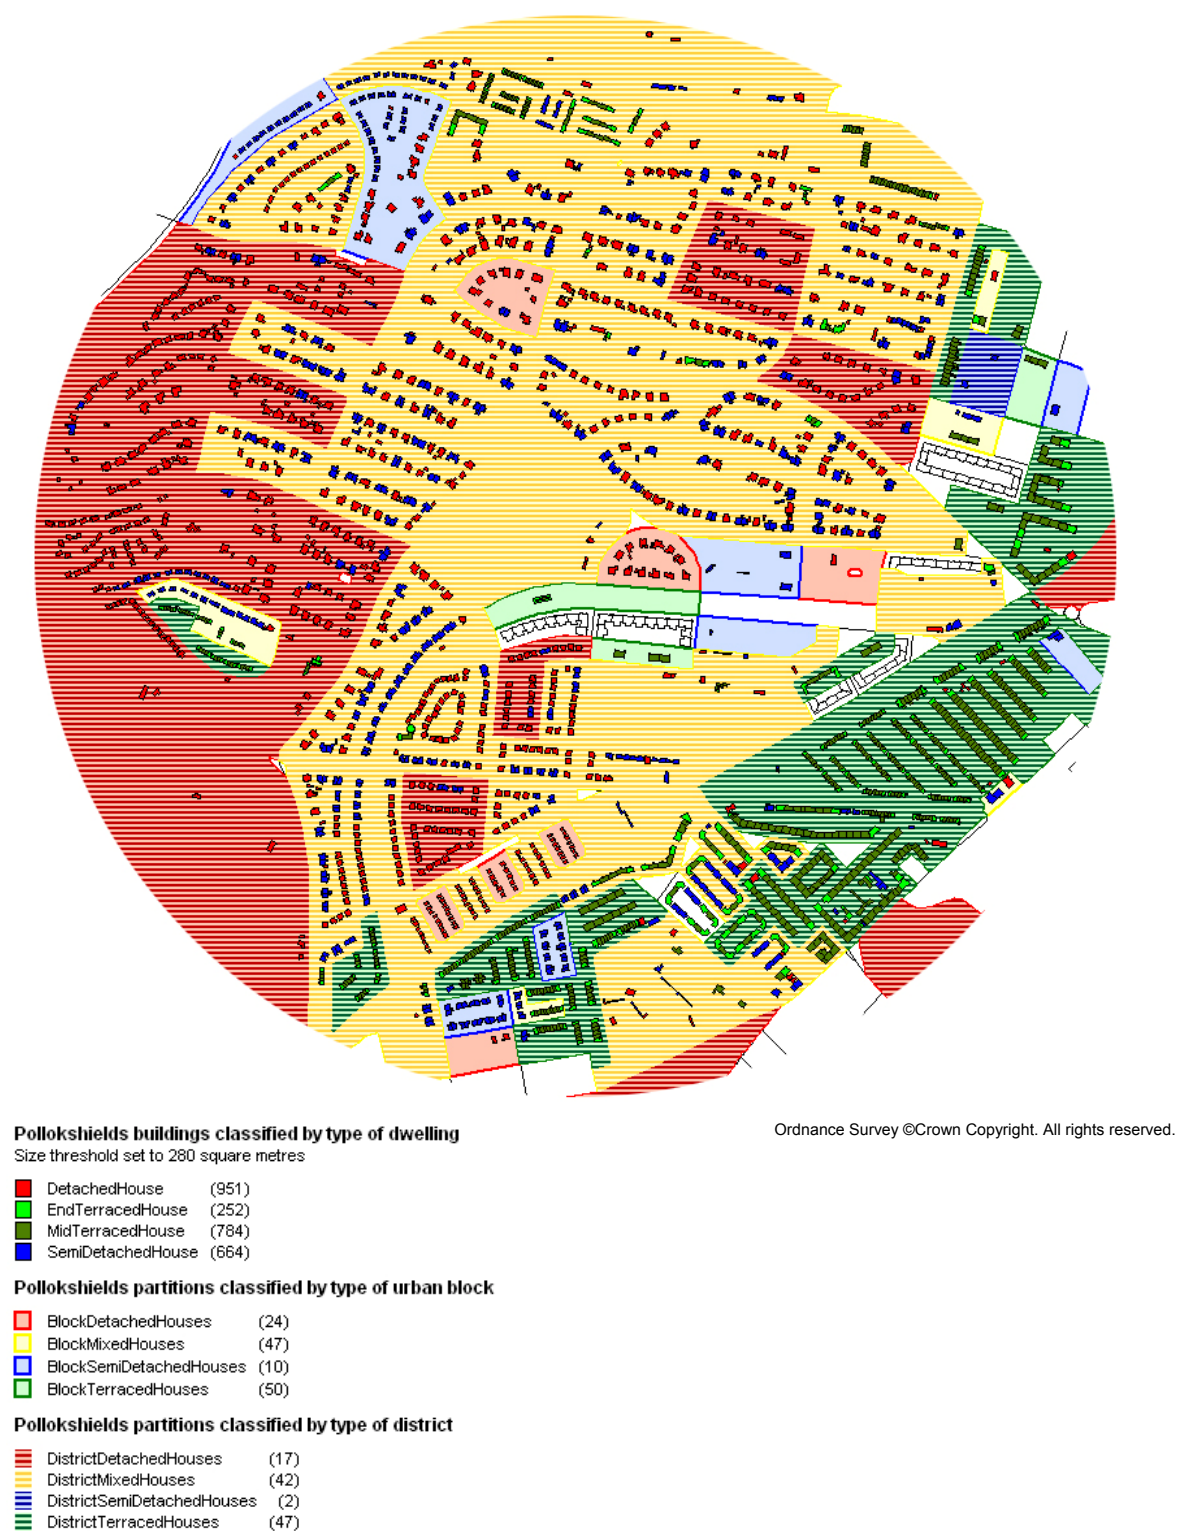 Pollokshields buildings classified by type of dwelling
Ordnance Survey ©Crown Copyright. All rights reserved.
Size threshold set to 280 square metres
DetachedHouse (951)
EndTerracedHouse (252)
MidTerracedHouse (784)
SemiDetachedHouse (664)
Pollokshields partitions classified by type of urban block
BlockDetachedHouses (24)
BlockMixedHouses (47)
BlockSemiDetachedHouses (10)
BlockTerracedHouses (50)
Pollokshields partitions classified by type of district
DistrictDetachedHouses (17)
DistrictMixedHouses (42)
DistrictSemiDetachedHouses (2)
DistrictTerracedHouses (47)